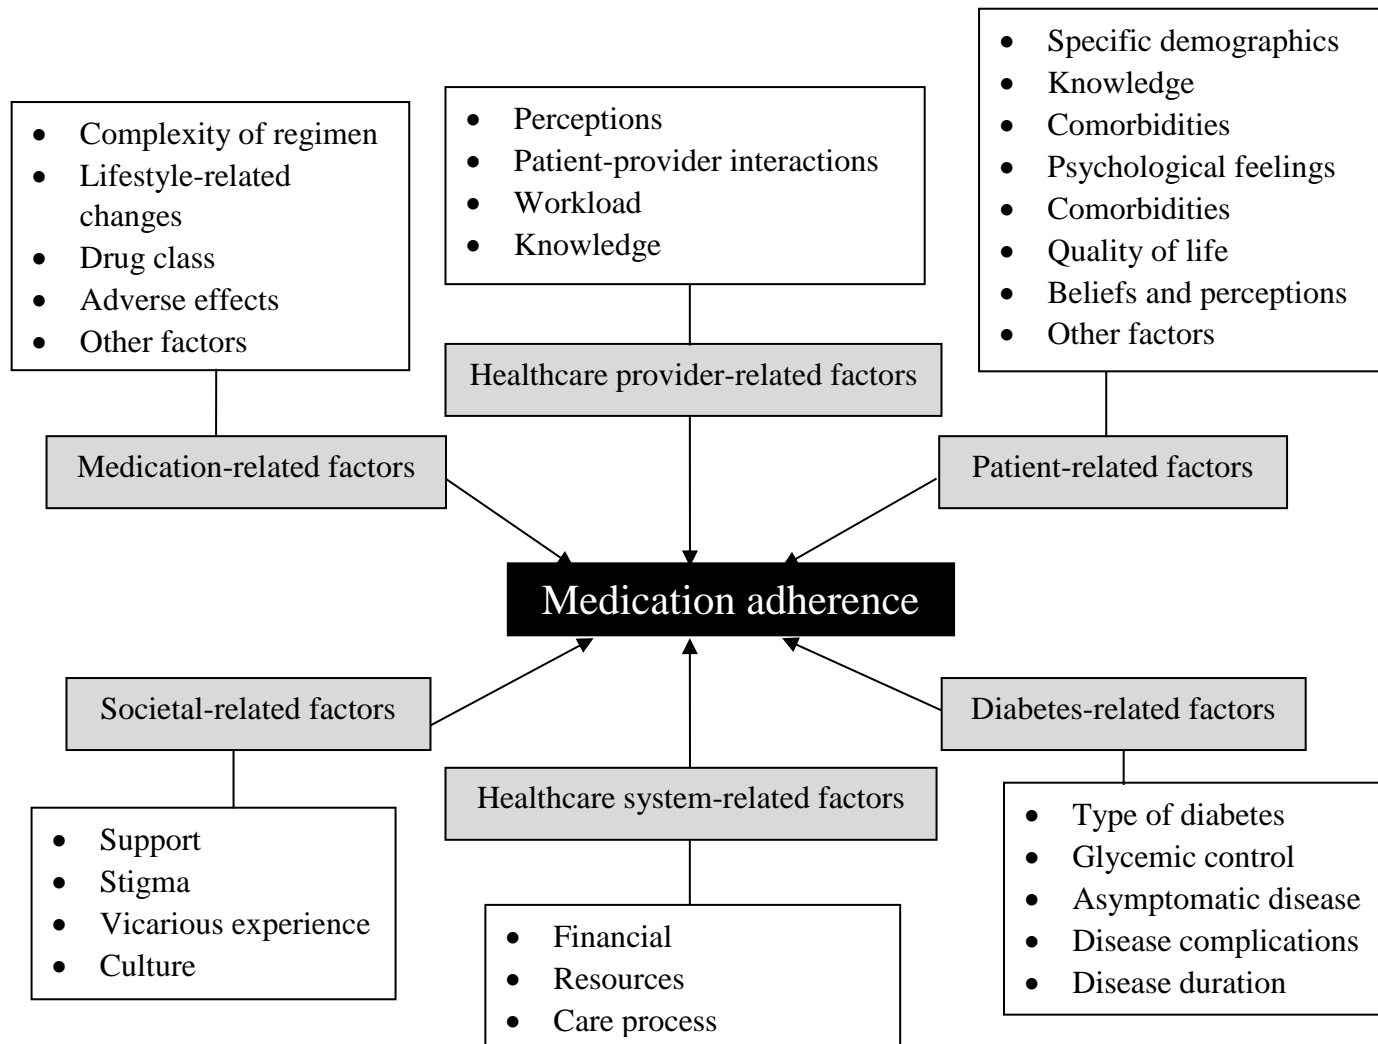 Complexity of regimen
Lifestyle-related
changes
Drug class
Adverse effects
Other factors
Perceptions
Patient-provider interactions
Workload
Knowledge
Specific demographics
Knowledge
Comorbidities
Psychological feelings
Comorbidities
Quality of life
Beliefs and perceptions
Other factors
Medication-related factors
Healthcare provider-related factors
Patient-related factors
Medication adherence
Societal-related factors
Healthcare system-related factors
Diabetes-related factors
Support
Stigma
Vicarious experience
Culture
Financial
Resources
Care process
Type of diabetes
Glycemic control
Asymptomatic disease
Disease complications
Disease duration